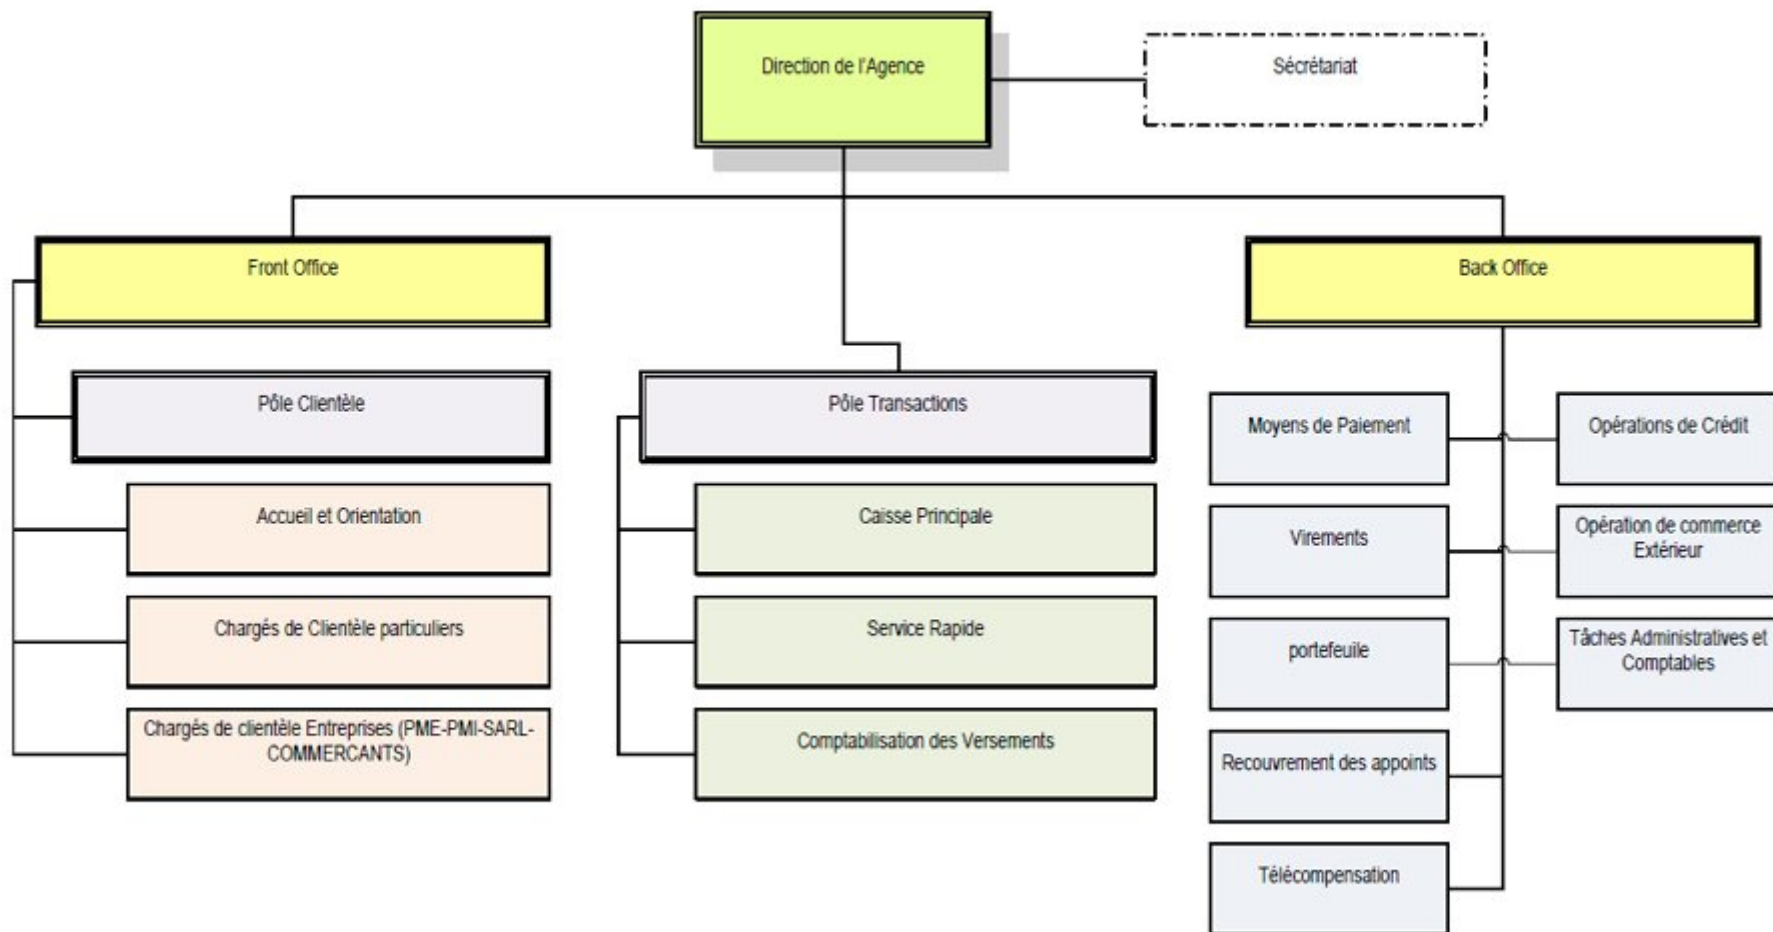 Direction de l'Agence
Sécrétariat
Front Office
Back Office
Pôle Clientèle
Pôle Transactions
Moyens de Paiement
Opérations de Crédit
Accueil et Orientation
Caisse Principale
Virements
Opération de commerce
Extérieur
Chargés de Clientèle particuliers
Service Rapide
portefeuile
Tâches Administratives et
Comptables
Chargés de clientèle Entreprises (PME-PMI-SARL-
COMMERCANTS)
Comptabilisation des Versements
Recouvrement des appoints
Télécompensation